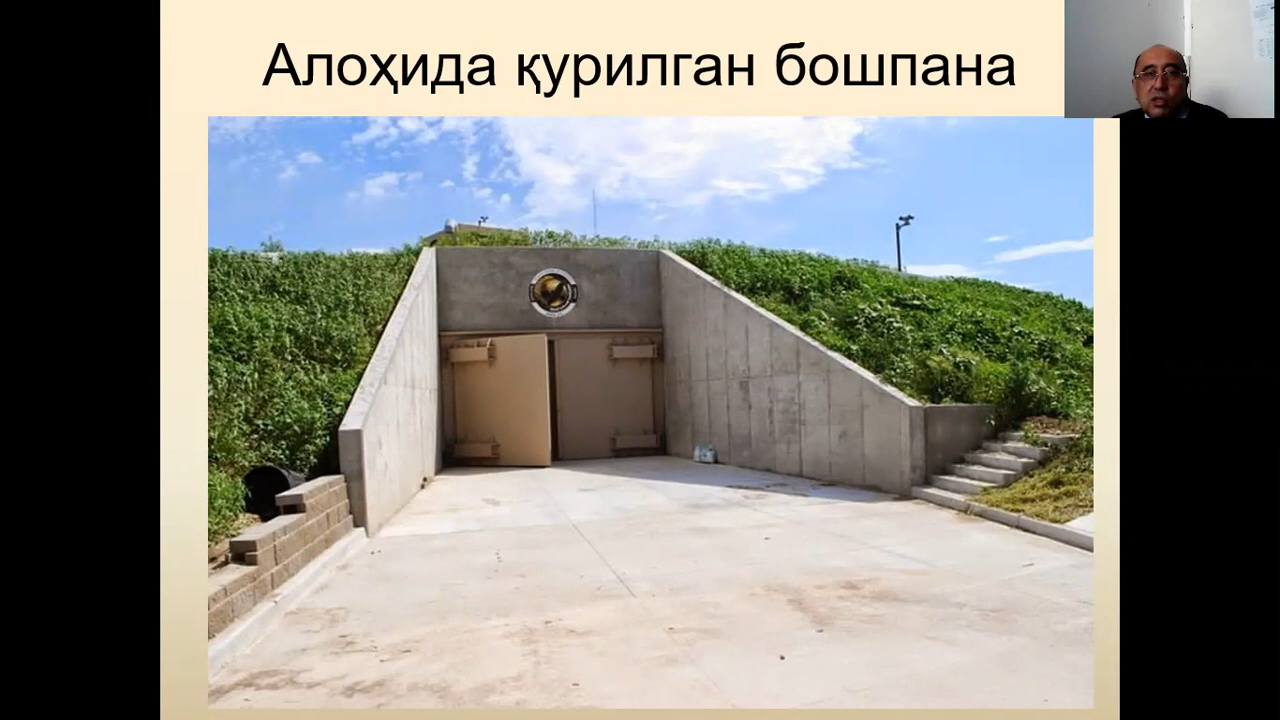 Алоҳида қурилган бошпана